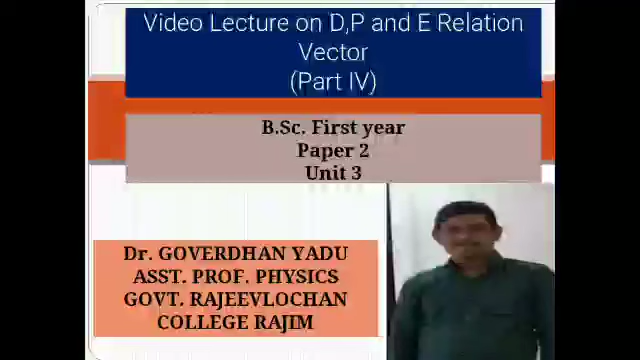 Video Lecture on D,P and E Relation
Vector
(Part IV)
B.Sc. First year
Paper 2
Unit 3
Dr. GOVERDHAN YADU
ASST. PROF. PHYSICS
GOVT. RAJEEVLOCHAN
COLLEGE RAJIM